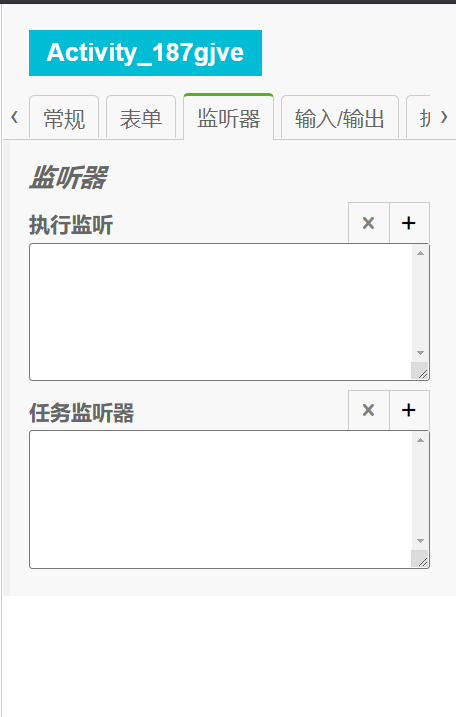 Activity_187gjve
‹ 常规 表单 监听器 输入/输出 ›
监听器
执行监听 × +
任务监听器 × +